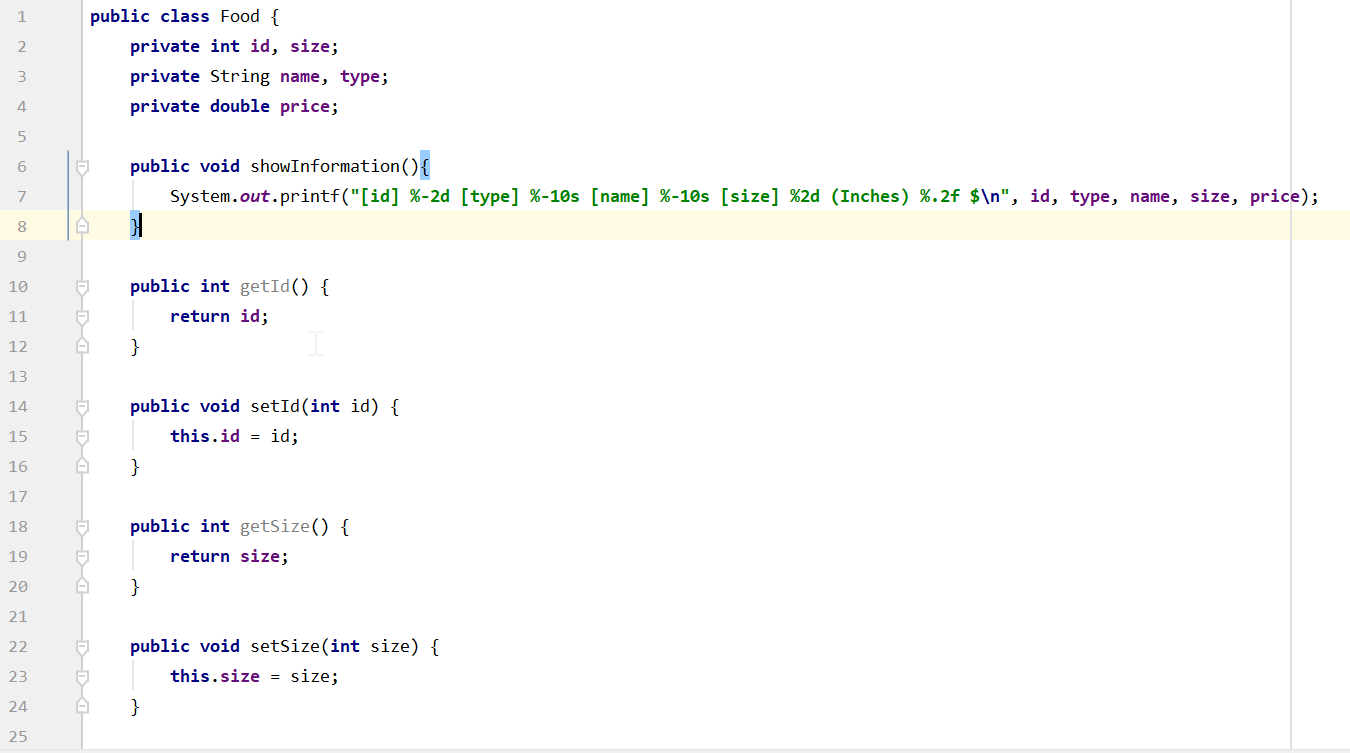 1 public class Food {
2 private int id, size;
3 private String name, type;
4 private double price;
5
6 public void showInformation(){
7 System.out.printf("[id] %-2d [type] %-10s [name] %-10s [size] %2d (Inches) %.2f $\n", id, type, name, size, price);
8 }
9
10 public int getId() {
11 return id;
12 }
13
14 public void setId(int id) {
15 this.id = id;
16 }
17
18 public int getSize() {
19 return size;
20 }
21
22 public void setSize(int size) {
23 this.size = size;
24 }
25